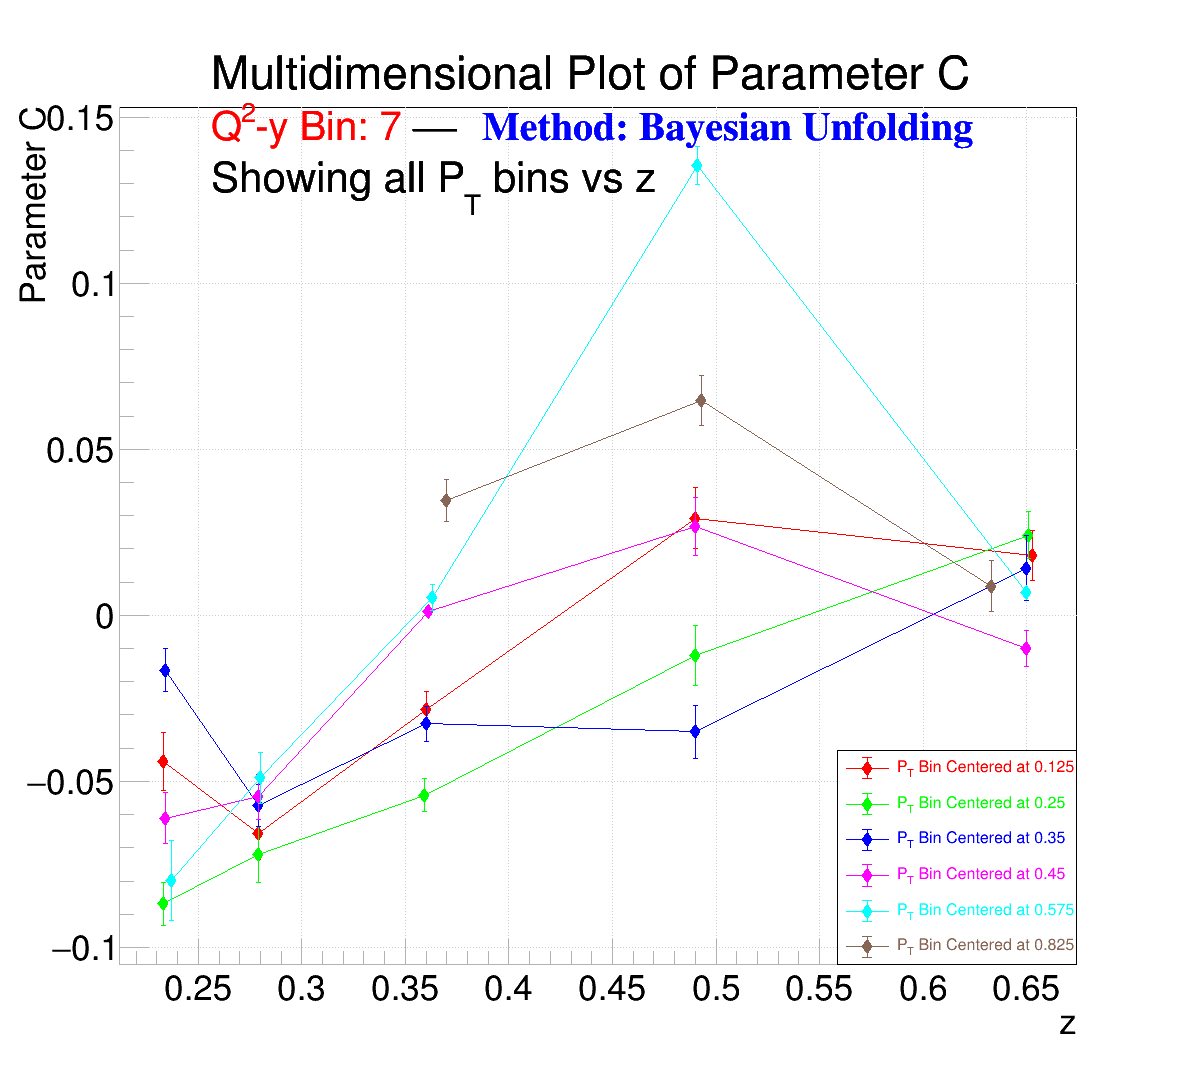 Multidimensional Plot of Parameter C
Q2-y Bin: 7 — Method: Bayesian Unfolding
Showing all PT bins vs z
Parameter C
0.15
0.1
0.05
0
−0.05
−0.1
PT Bin Centered at 0.125
PT Bin Centered at 0.25
PT Bin Centered at 0.35
PT Bin Centered at 0.45
PT Bin Centered at 0.575
PT Bin Centered at 0.825
0.25 0.3 0.35 0.4 0.45 0.5 0.55 0.6 0.65
z